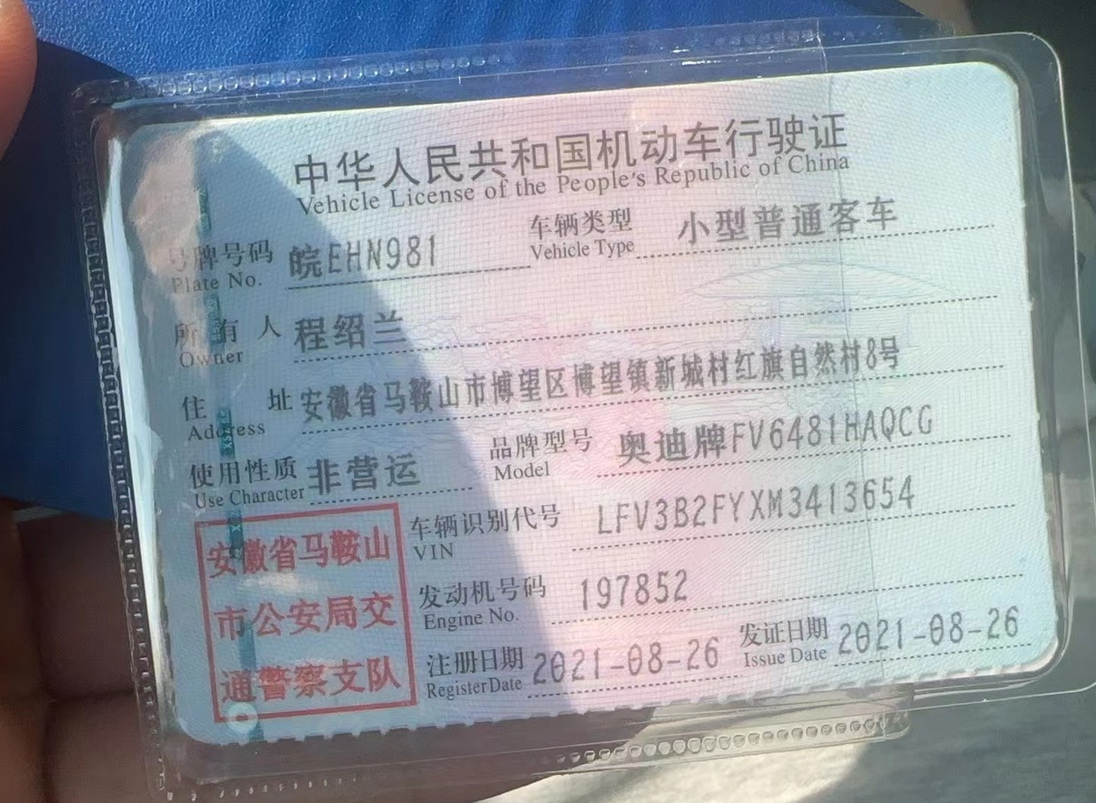 中华人民共和国机动车行驶证
Vehicle License of the People's Republic of China
号牌号码 皖EHN981 车辆类型 小型普通客车
Plate No. Vehicle Type
所有人 程绍兰
Owner
住址 安徽省马鞍山市博望区博望镇新城村红旗自然村8号
Address
使用性质 非营运 品牌型号 奥迪牌FV6481HAQCG
Use Character Model
车辆识别代号 LFV3B2FYXM3413654
VIN
发动机号码 197852
Engine No.
注册日期 2021-08-26 发证日期 2021-08-26
Register Date Issue Date
安徽省马鞍山
市公安局交
通警察支队